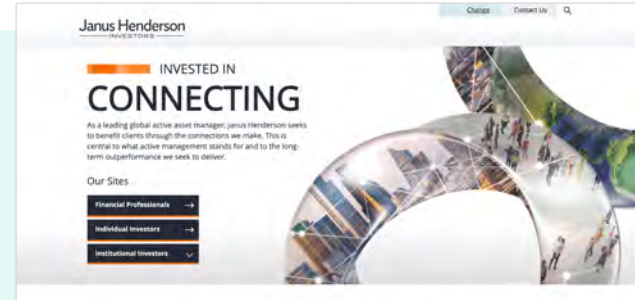 Change Contact Us
Janus Henderson
INVESTORS
INVESTED IN
CONNECTING
As a leading global active asset manager, Janus Henderson seeks
to benefit clients through the connections we make. This is
central to what active management stands for and to the long-
term outperformance we seek to deliver.
Our Sites
Financial Professionals
Individual Investors
Institutional Investors